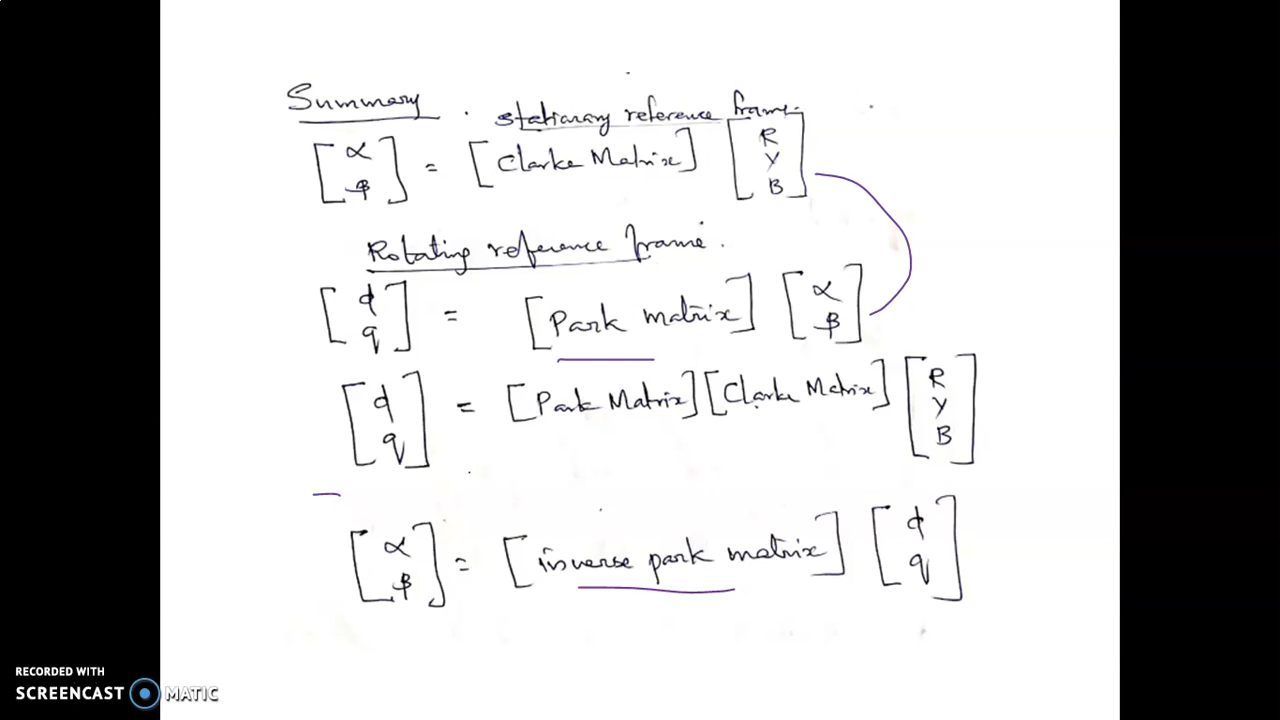 Summary . stationary reference frame.
[α β] = [Clarke Matrix] [R Y B]
Rotating reference frame.
[d q] = [Park matrix] [α β]
[d q] = [Park Matrix] [Clarke Matrix] [R Y B]
[α β] = [inverse park matrix] [d q]
RECORDED WITH
SCREENCAST MATIC